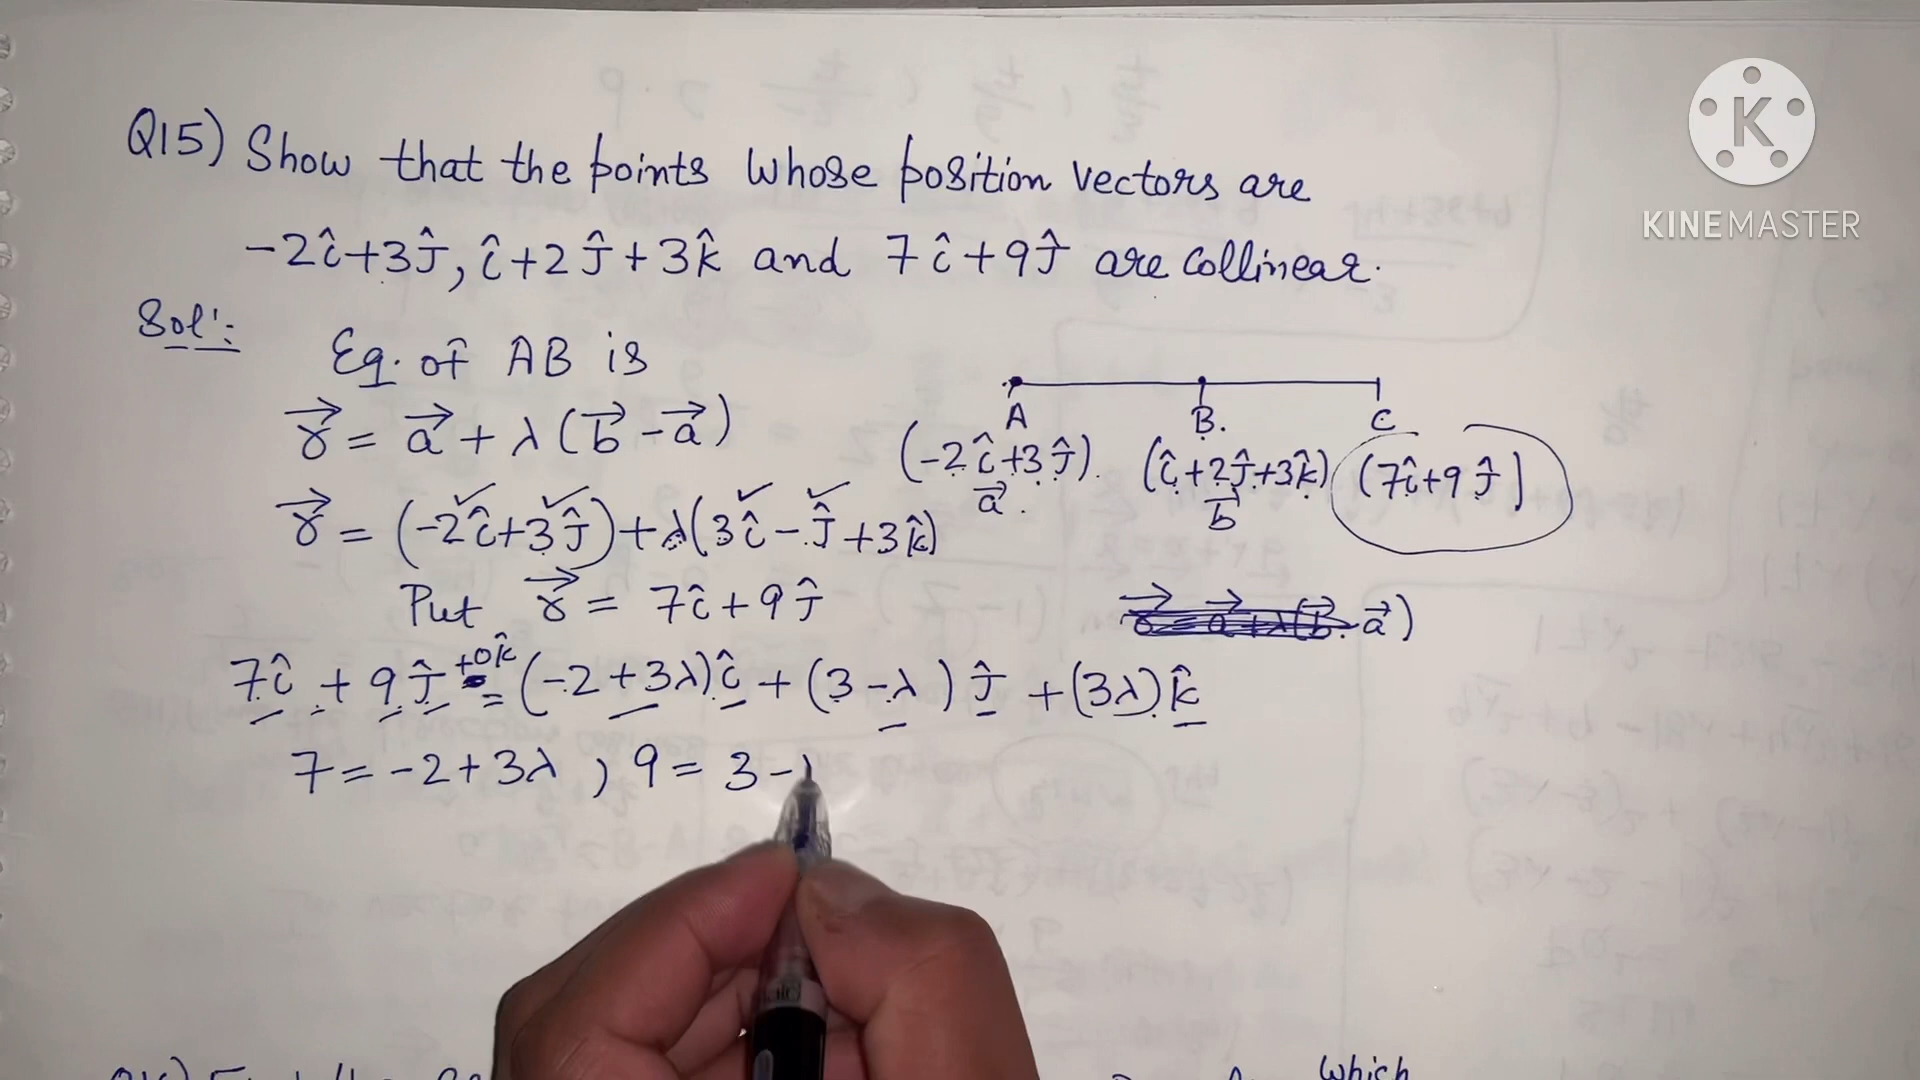 Q15) Show that the points whose position vectors are
-2î+3ĵ, î+2ĵ+3k̂ and 7î+9ĵ are collinear.
Sol':
Eq. of AB is
r⃗ = a⃗ + λ(b⃗ - a⃗)
r⃗ = (-2î+3ĵ)+λ(3î-ĵ+3k̂)
Put r⃗ = 7î+9ĵ
7î + 9ĵ +0k̂ = (-2+3λ)î + (3-λ)ĵ + (3λ)k̂
7 = -2+3λ , 9 = 3-λ
A B. C
(-2î+3ĵ). (î+2ĵ+3k̂) (7î+9ĵ)
a⃗. b⃗
r⃗ = a⃗+λ(b⃗-a⃗)
which
K
KINEMASTER